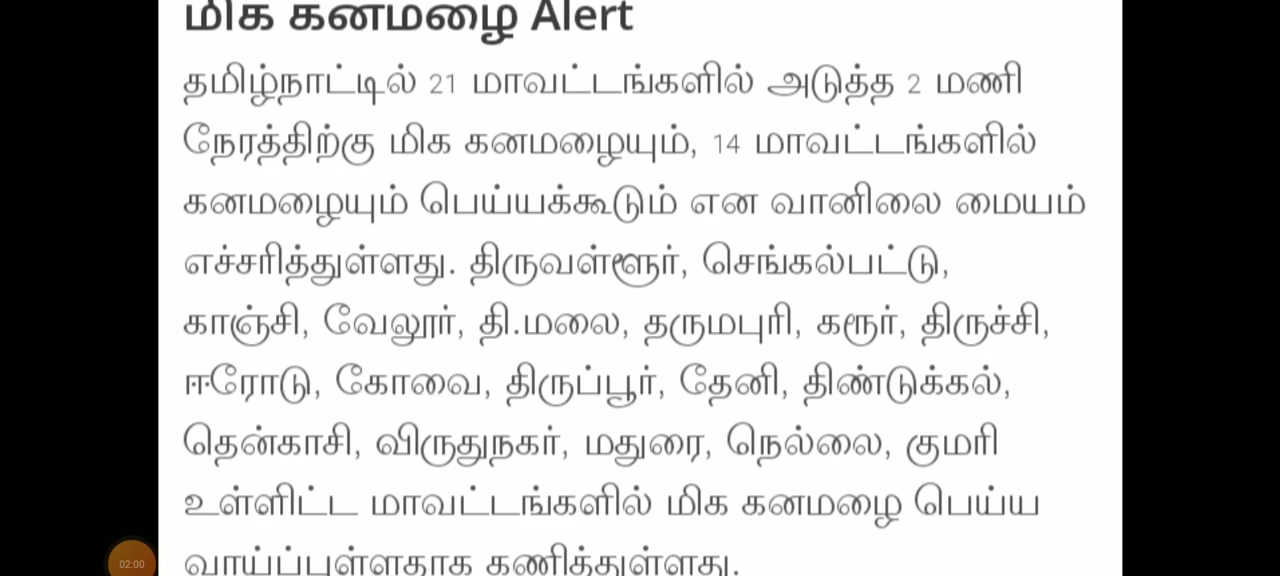 மிக கனமழை Alert
தமிழ்நாட்டில் 21 மாவட்டங்களில் அடுத்த 2 மணி
நேரத்திற்கு மிக கனமழையும், 14 மாவட்டங்களில்
கனமழையும் பெய்யக்கூடும் என வானிலை மையம்
எச்சரித்துள்ளது. திருவள்ளூர், செங்கல்பட்டு,
காஞ்சி, வேலூர், தி.மலை, தருமபுரி, கரூர், திருச்சி,
ஈரோடு, கோவை, திருப்பூர், தேனி, திண்டுக்கல்,
தென்காசி, விருதுநகர், மதுரை, நெல்லை, குமரி
உள்ளிட்ட மாவட்டங்களில் மிக கனமழை பெய்ய
வாய்ப்புள்ளதாக கணித்துள்ளது.
02:00